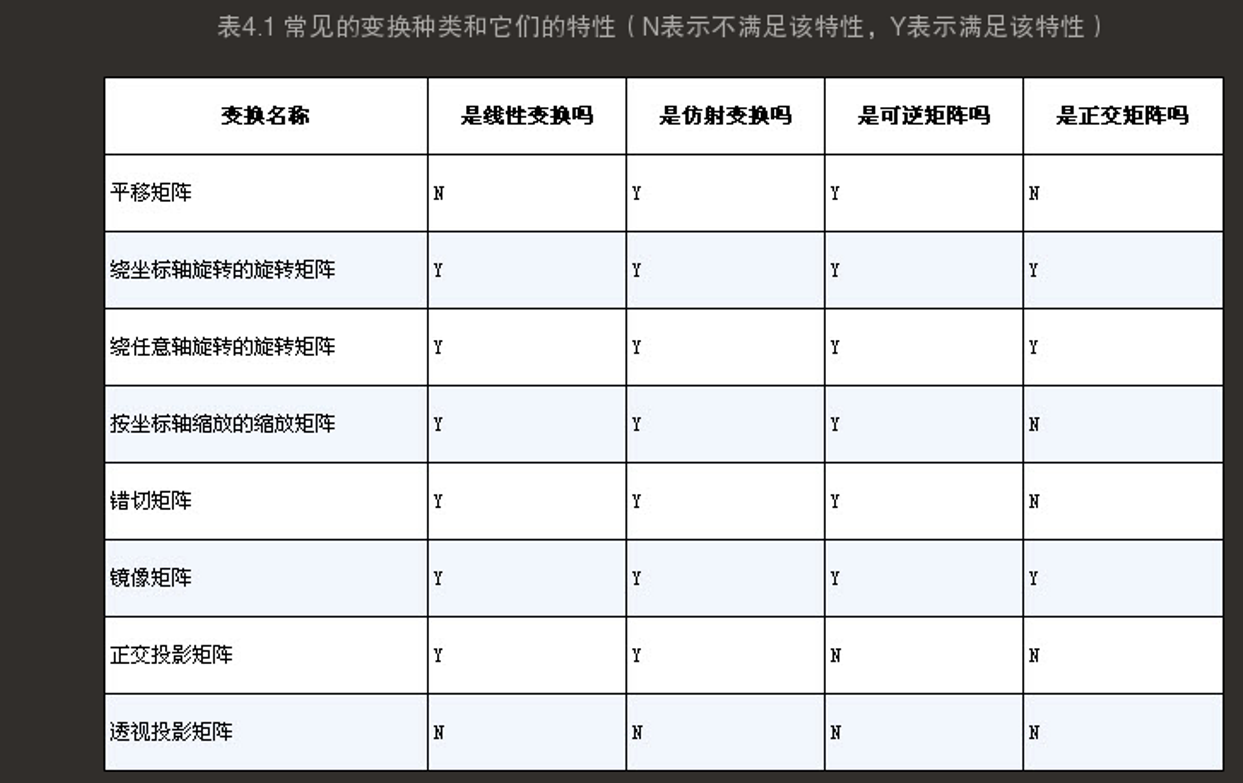 表4.1 常见的变换种类和它们的特性（N表示不满足该特性，Y表示满足该特性）
变换名称 是线性变换吗 是仿射变换吗 是可逆矩阵吗 是正交矩阵吗
平移矩阵 N Y Y N
绕坐标轴旋转的旋转矩阵 Y Y Y Y
绕任意轴旋转的旋转矩阵 Y Y Y Y
按坐标轴缩放的缩放矩阵 Y Y Y N
错切矩阵 Y Y Y N
镜像矩阵 Y Y Y Y
正交投影矩阵 Y Y N N
透视投影矩阵 N N N N